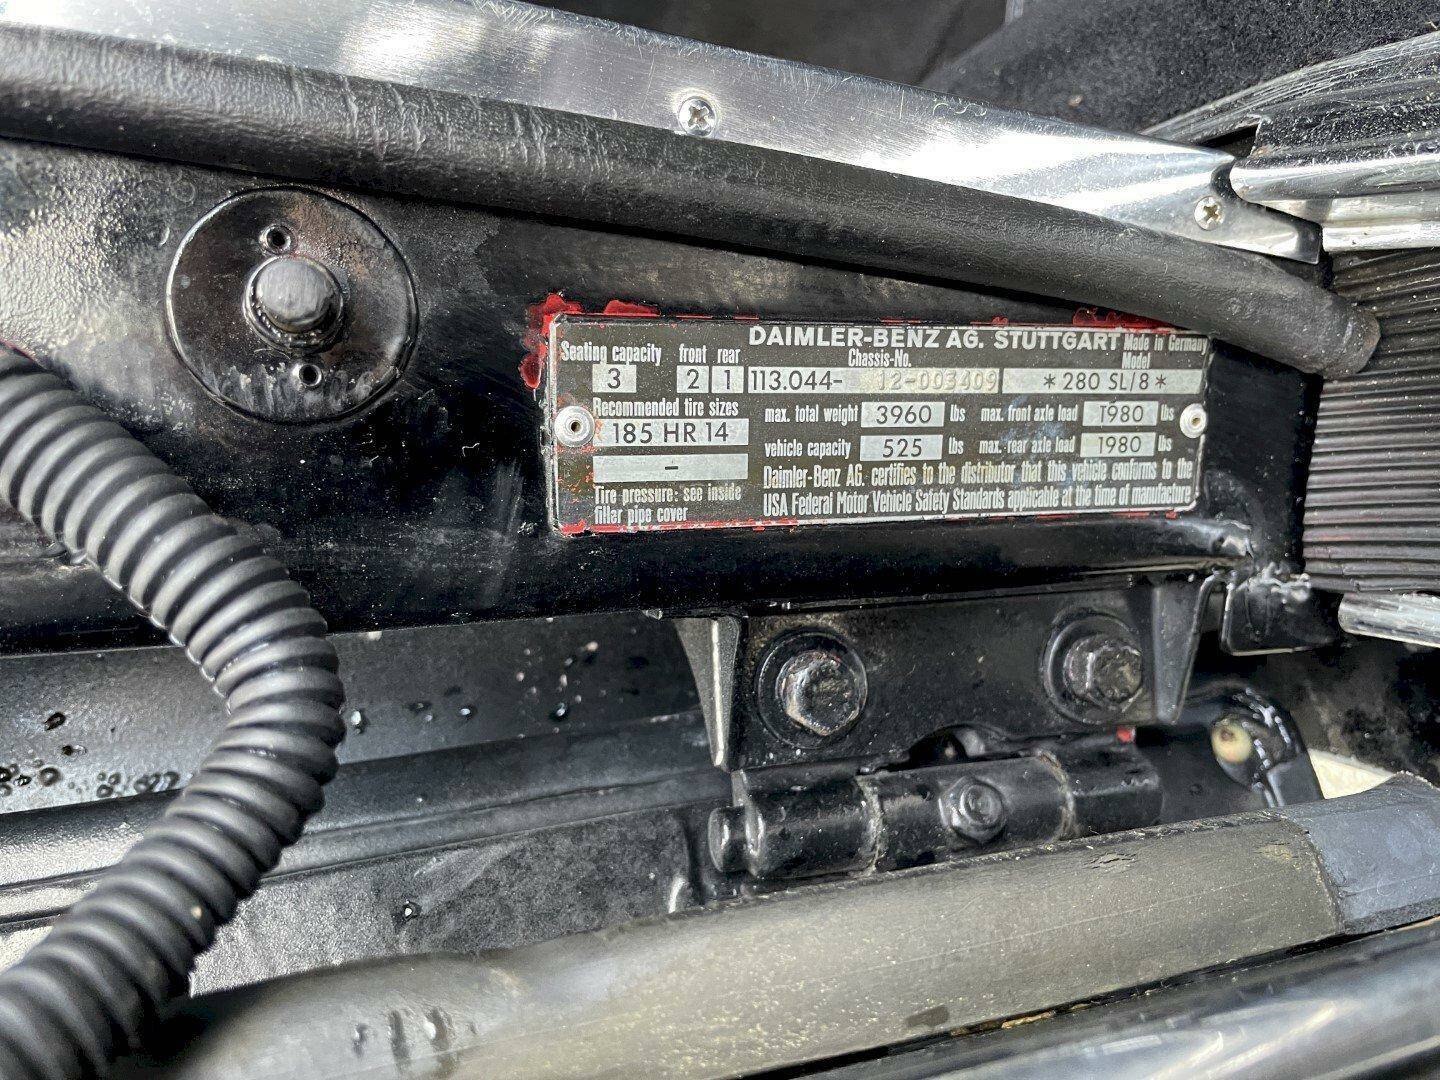 DAIMLER-BENZ AG. STUTTGART Made in Germany
Seating capacity front rear Chassis-No. Model
3 2 1 113.044- 12-003409 *280 SL/8*
Recommended tire sizes max. total weight 3960 lbs max. front axle load 1980 lbs
185 HR 14 vehicle capacity 525 lbs max. rear axle load 1980 lbs
-
Daimler-Benz AG. certifies to the distributor that this vehicle conforms to the
USA Federal Motor Vehicle Safety Standards applicable at the time of manufacture
Tire pressure: see inside
filler pipe cover